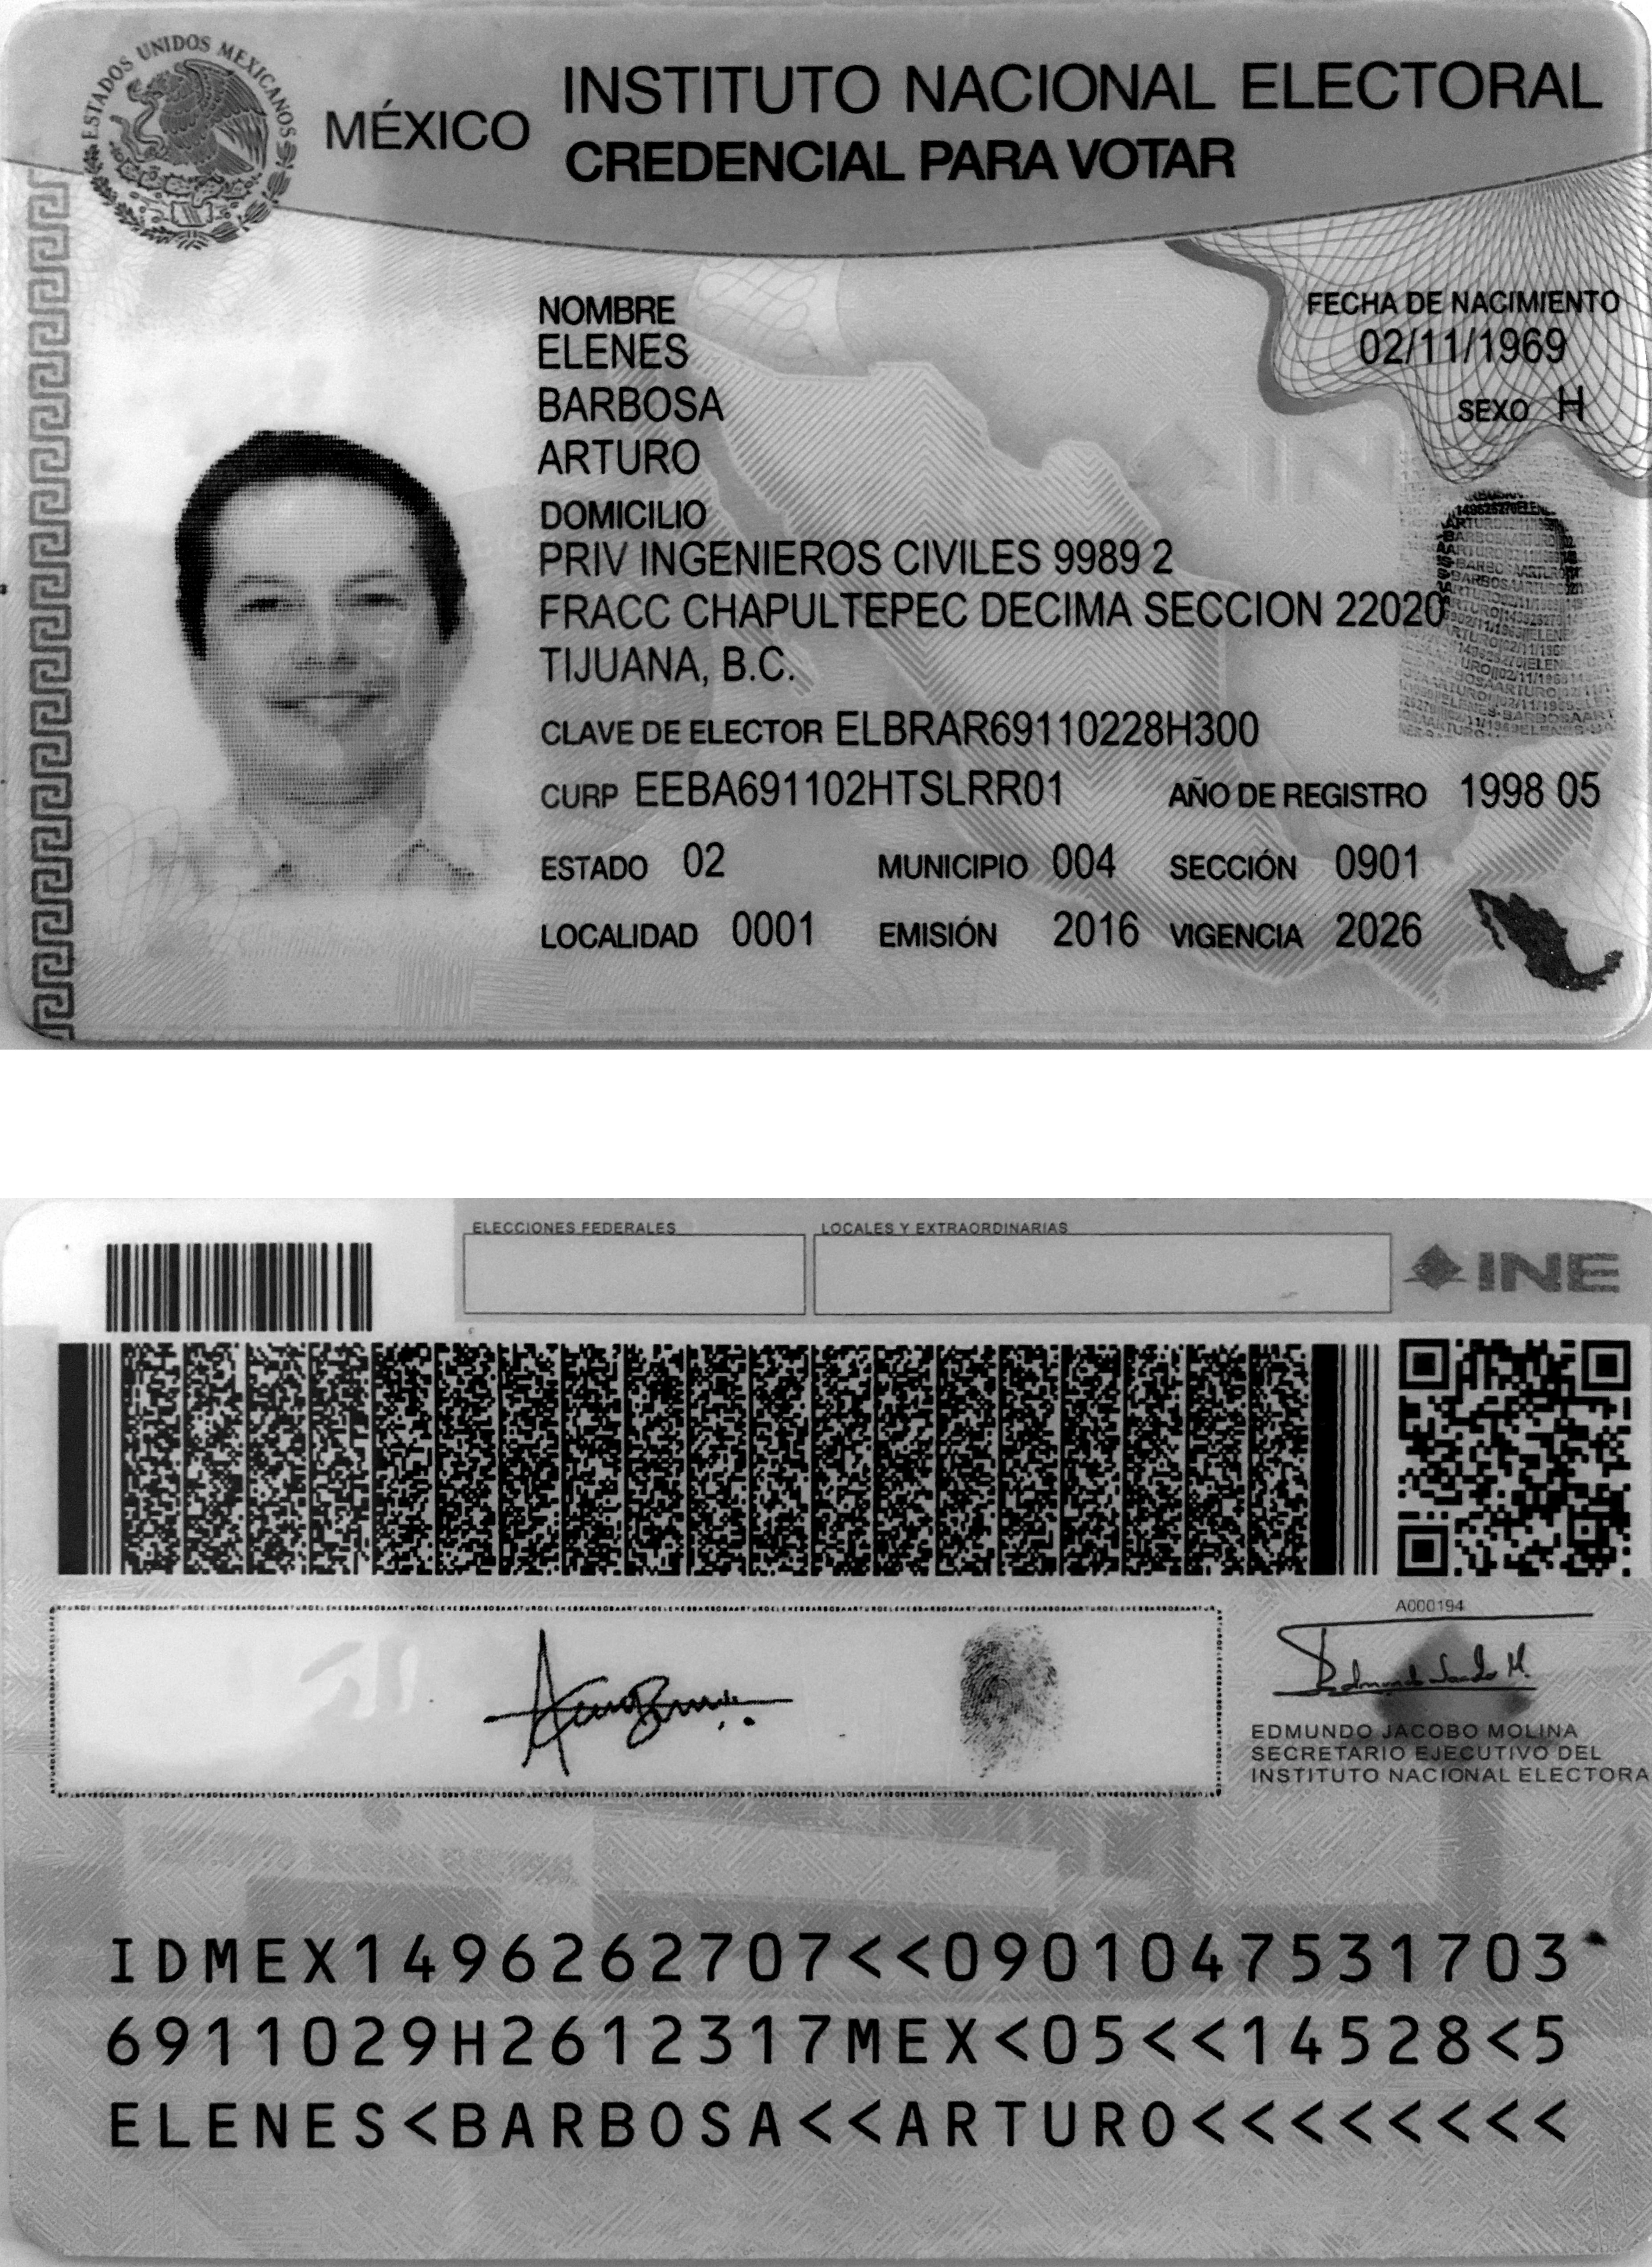 ESTADOS UNIDOS MEXICANOS
MÉXICO
INSTITUTO NACIONAL ELECTORAL
CREDENCIAL PARA VOTAR
NOMBRE
ELENES
BARBOSA
ARTURO
FECHA DE NACIMIENTO
02/11/1969
SEXO H
DOMICILIO
PRIV INGENIEROS CIVILES 9989 2
FRACC CHAPULTEPEC DECIMA SECCION 22020
TIJUANA, B.C.
CLAVE DE ELECTOR ELBRAR69110228H300
CURP EEBA691102HTSLRR01 AÑO DE REGISTRO 1998 05
ESTADO 02 MUNICIPIO 004 SECCIÓN 0901
LOCALIDAD 0001 EMISIÓN 2016 VIGENCIA 2026
ELECCIONES FEDERALES
LOCALES Y EXTRAORDINARIAS
INE
A000194
EDMUNDO JACOBO MOLINA
SECRETARIO EJECUTIVO DEL
INSTITUTO NACIONAL ELECTORA
IDMEX1496262707<<0901047531703
6911029H2612317MEX<05<<14528<5
ELENES<BARBOSA<<ARTURO<<<<<<<<